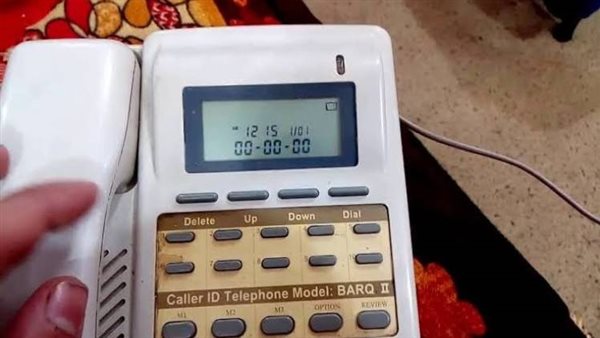 12 15 1/01
00-00-00
Delete Up Down Dial
Caller ID Telephone Model: BARQ II
M1 M2 M3 OPTION REVIEW